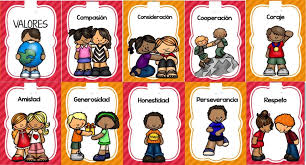 VALORES
Compasión
Consideración
Cooperación
Coraje
Amistad
Generosidad
Honestidad
Perseverancia
Respeto